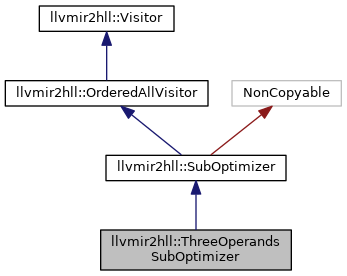 llvmir2hll::Visitor
llvmir2hll::OrderedAllVisitor
NonCopyable
llvmir2hll::SubOptimizer
llvmir2hll::ThreeOperands
SubOptimizer